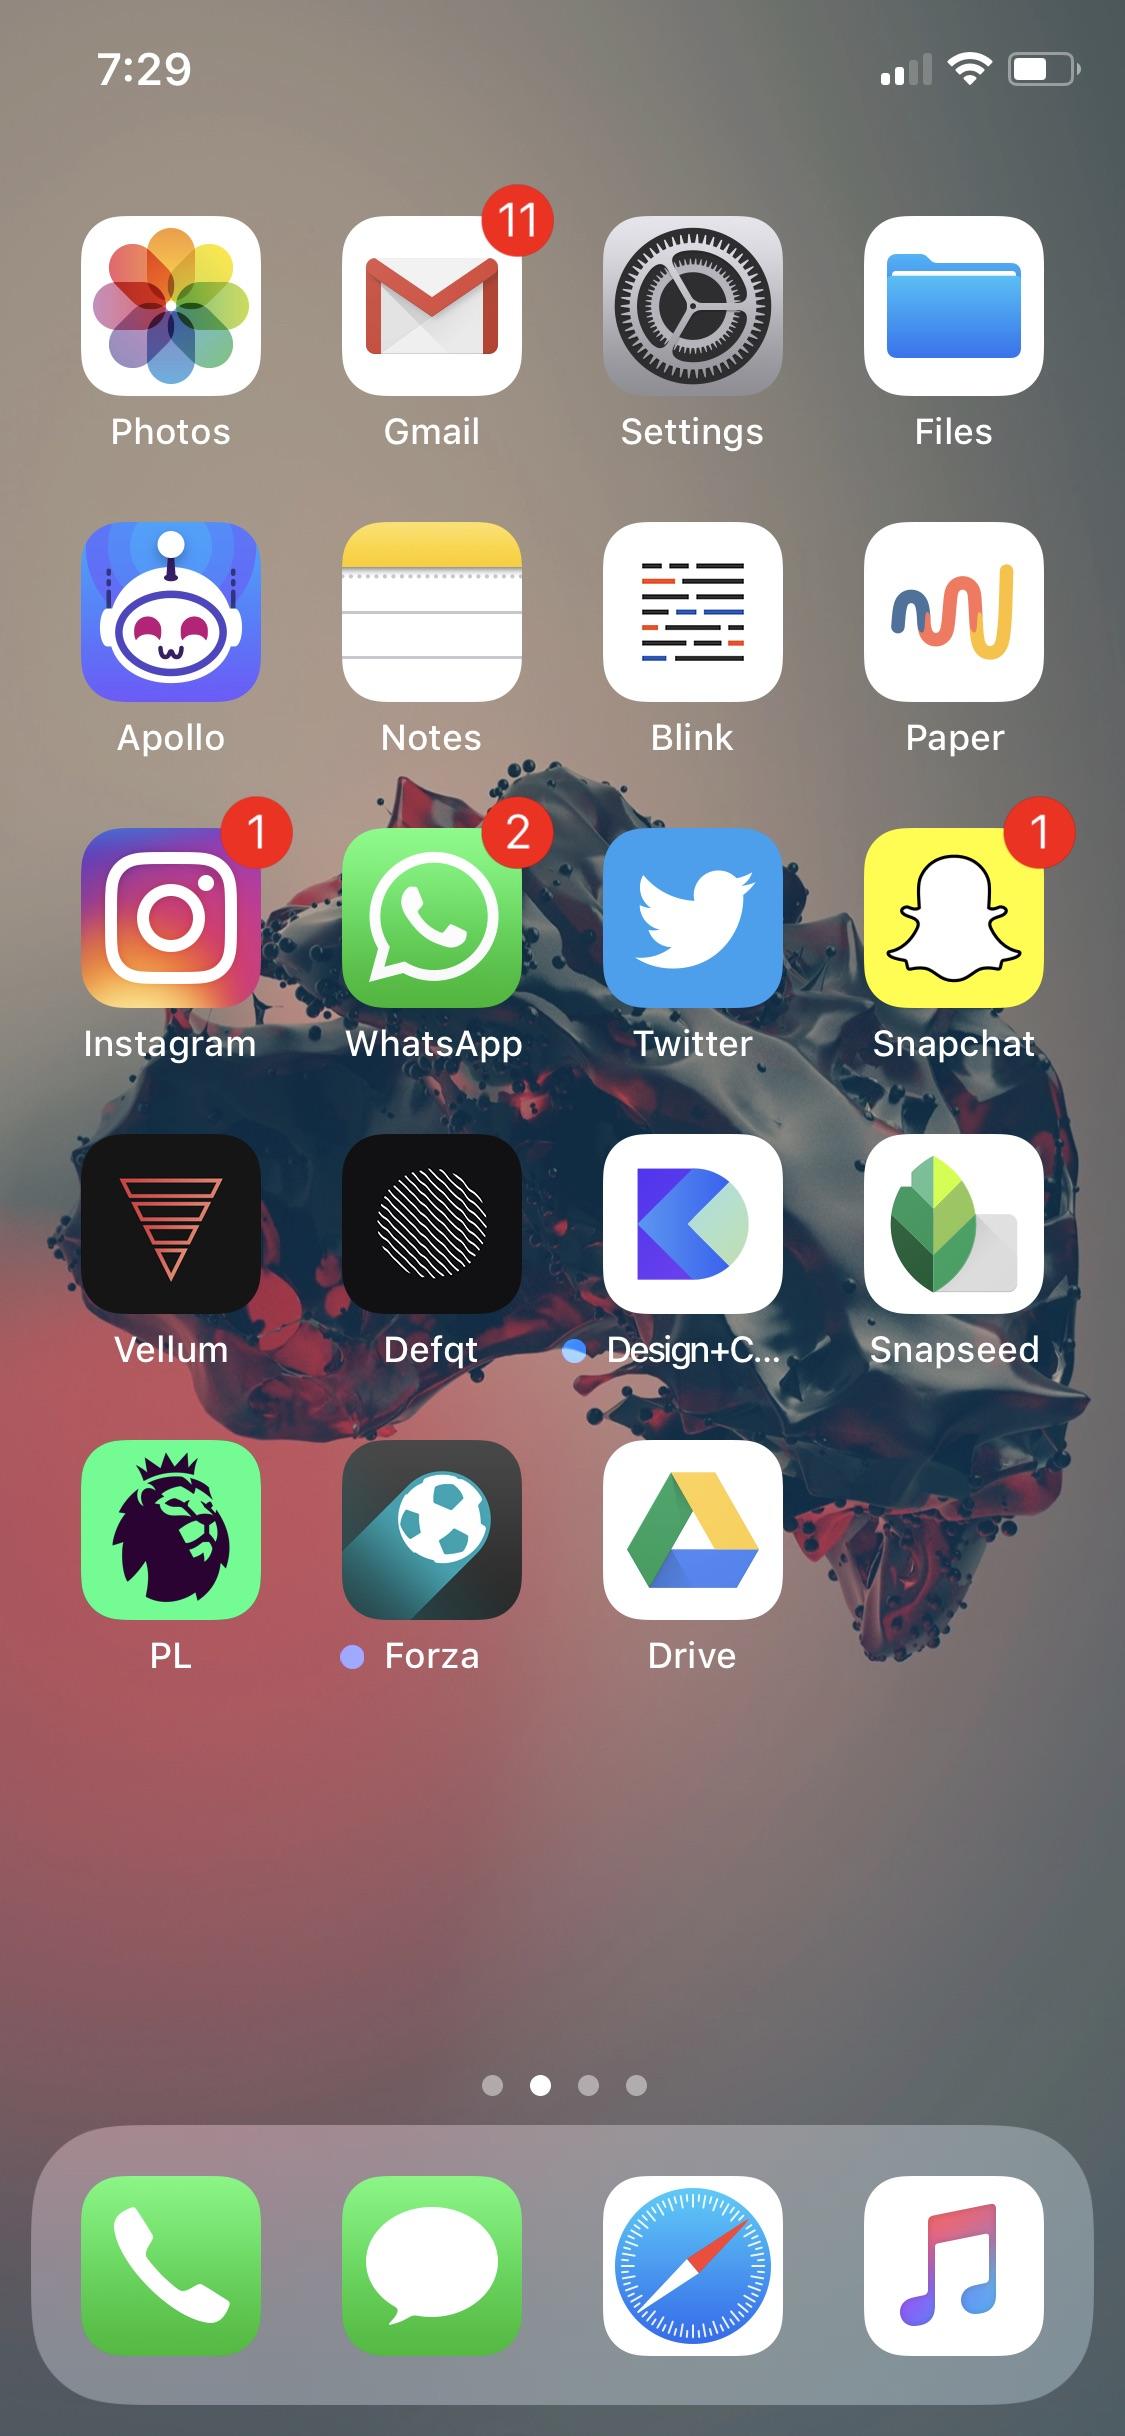 7:29
11
Photos
Gmail
Settings
Files
Apollo
Notes
Blink
Paper
1
2
1
Instagram
WhatsApp
Twitter
Snapchat
Vellum
Defqt
Design+C...
Snapseed
PL
Forza
Drive